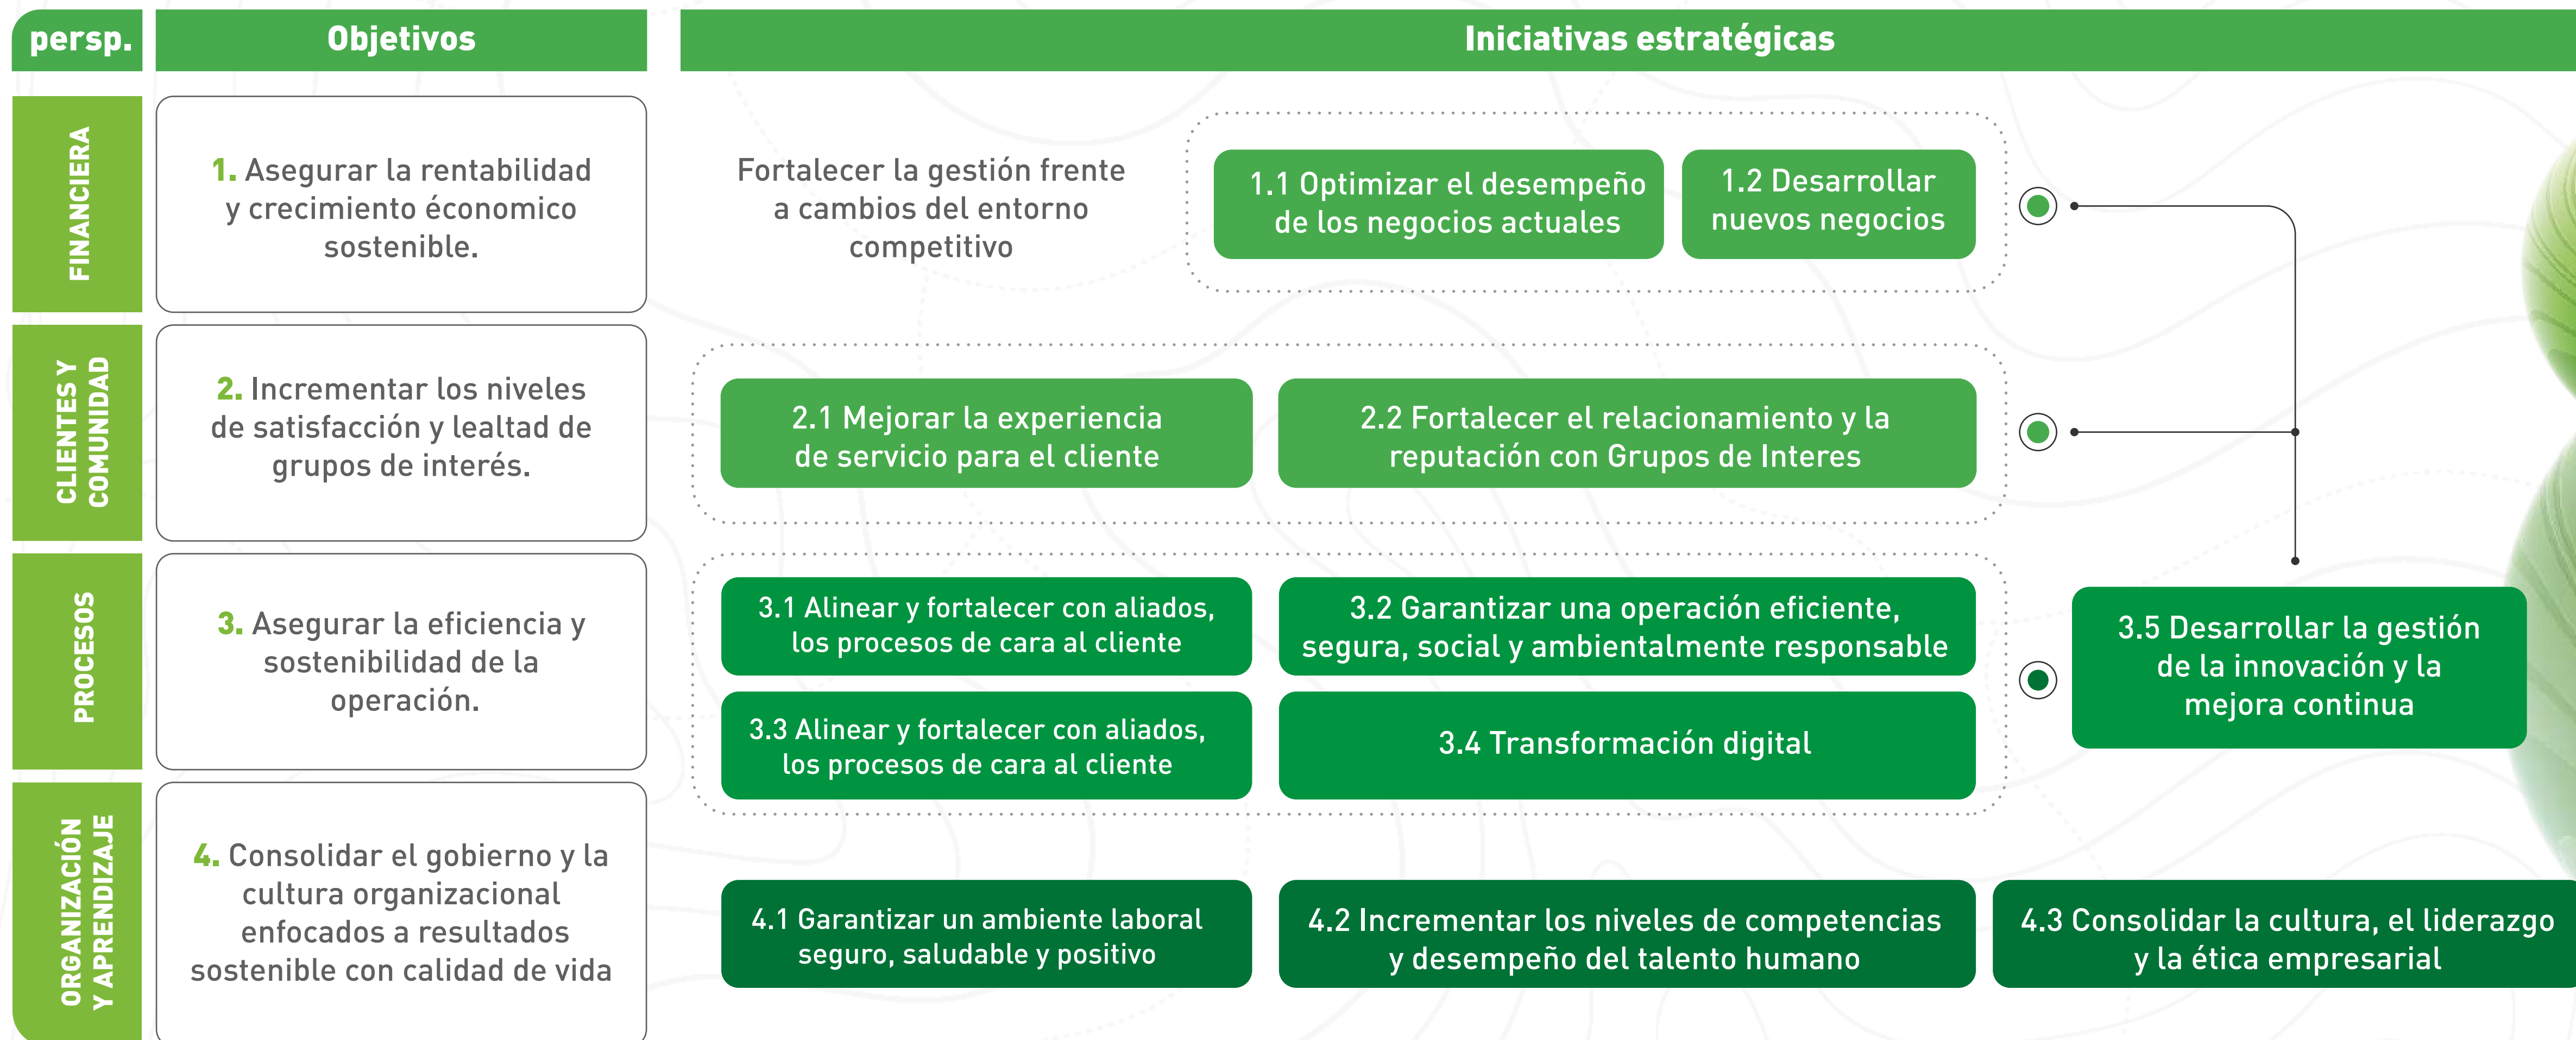 persp.
Objetivos
Iniciativas estratégicas
FINANCIERA
1. Asegurar la rentabilidad
y crecimiento économico
sostenible.
Fortalecer la gestión frente
a cambios del entorno
competitivo
1.1 Optimizar el desempeño
de los negocios actuales
1.2 Desarrollar
nuevos negocios
CLIENTES Y
COMUNIDAD
2. Incrementar los niveles
de satisfacción y lealtad de
grupos de interés.
2.1 Mejorar la experiencia
de servicio para el cliente
2.2 Fortalecer el relacionamiento y la
reputación con Grupos de Interes
PROCESOS
3. Asegurar la eficiencia y
sostenibilidad de la
operación.
3.1 Alinear y fortalecer con aliados,
los procesos de cara al cliente
3.2 Garantizar una operación eficiente,
segura, social y ambientalmente responsable
3.3 Alinear y fortalecer con aliados,
los procesos de cara al cliente
3.4 Transformación digital
3.5 Desarrollar la gestión
de la innovación y la
mejora continua
ORGANIZACIÓN
Y APRENDIZAJE
4. Consolidar el gobierno y la
cultura organizacional
enfocados a resultados
sostenible con calidad de vida
4.1 Garantizar un ambiente laboral
seguro, saludable y positivo
4.2 Incrementar los niveles de competencias
y desempeño del talento humano
4.3 Consolidar la cultura, el liderazgo
y la ética empresarial